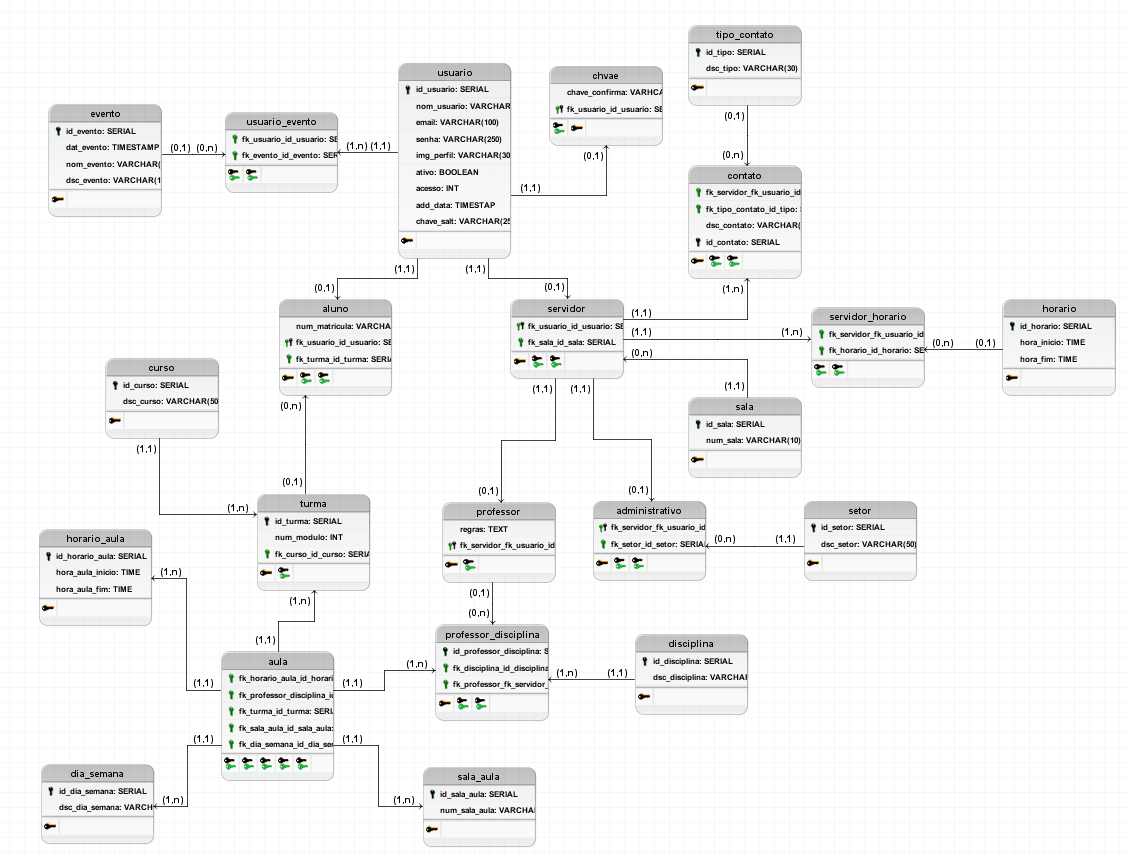 tipo_contato
id_tipo: SERIAL
dsc_tipo: VARCHAR(30)
(0,1)
(0,n)
usuario
id_usuario: SERIAL
nom_usuario: VARCHAR
email: VARCHAR(100)
senha: VARCHAR(250)
img_perfil: VARCHAR(30
ativo: BOOLEAN
acesso: INT
add_data: TIMESTAP
chave_salt: VARCHAR(25
chvae
chave_confirma: VARHCA
fk_usuario_id_usuario: SE
(0,1)
(1,1)
evento
id_evento: SERIAL
dat_evento: TIMESTAMP
nom_evento: VARCHAR(
dsc_evento: VARCHAR(1
(0,1) (0,n)
usuario_evento
fk_usuario_id_usuario: SE
fk_evento_id_evento: SER
(1,n) (1,1)
contato
fk_servidor_fk_usuario_id
fk_tipo_contato_id_tipo:
dsc_contato: VARCHAR(
id_contato: SERIAL
(1,n)
(1,1)
(1,1)
(0,1)
(0,1)
aluno
num_matricula: VARCHA
fk_usuario_id_usuario: SE
fk_turma_id_turma: SERIA
(0,n)
(0,1)
servidor
fk_usuario_id_usuario: SE
fk_sala_id_sala: SERIAL
(1,1)
(1,1)
(1,n)
(0,n)
(1,1)
servidor_horario
fk_servidor_fk_usuario_id
fk_horario_id_horario: SE
(0,n)
(0,1)
horario
id_horario: SERIAL
hora_inicio: TIME
hora_fim: TIME
curso
id_curso: SERIAL
dsc_curso: VARCHAR(50
(1,1)
(1,n)
sala
id_sala: SERIAL
num_sala: VARCHAR(10)
(1,1)
(1,1)
(0,1)
(0,1)
turma
id_turma: SERIAL
num_modulo: INT
fk_curso_id_curso: SERIA
(1,n)
(1,1)
professor
regras: TEXT
fk_servidor_fk_usuario_id
(0,1)
(0,n)
administrativo
fk_servidor_fk_usuario_id
fk_setor_id_setor: SERIA
(0,n)
(1,1)
setor
id_setor: SERIAL
dsc_setor: VARCHAR(50)
horario_aula
id_horario_aula: SERIAL
hora_aula_inicio: TIME
hora_aula_fim: TIME
(1,n)
(1,1)
professor_disciplina
id_professor_disciplina: S
fk_disciplina_id_disciplina
fk_professor_fk_servidor_
(1,n)
(1,1)
disciplina
id_disciplina: SERIAL
dsc_disciplina: VARCHAI
aula
fk_horario_aula_id_horari
fk_professor_disciplina_id
fk_turma_id_turma: SERI
fk_sala_aula_id_sala_aula:
fk_dia_semana_id_dia_ser
(1,1)
(1,n)
(1,1)
(1,n)
(1,1)
(1,n)
dia_semana
id_dia_semana: SERIAL
dsc_dia_semana: VARCH
sala_aula
id_sala_aula: SERIAL
num_sala_aula: VARCHAI